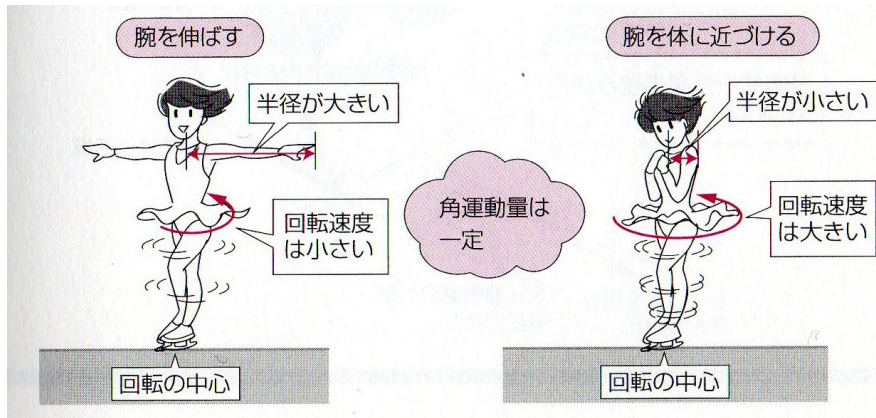 腕を伸ばす
半径が大きい
回転速度
は小さい
回転の中心
角運動量は
一定
腕を体に近づける
半径が小さい
回転速度
は大きい
回転の中心